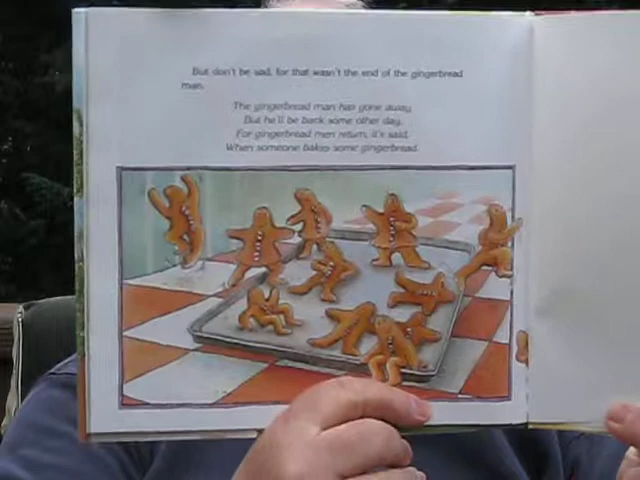 But don't be sad, for that wasn't the end of the gingerbread
man.
The gingerbread man has gone away,
But he'll be back some other day.
For gingerbread men return, it's said,
When someone bakes some gingerbread.